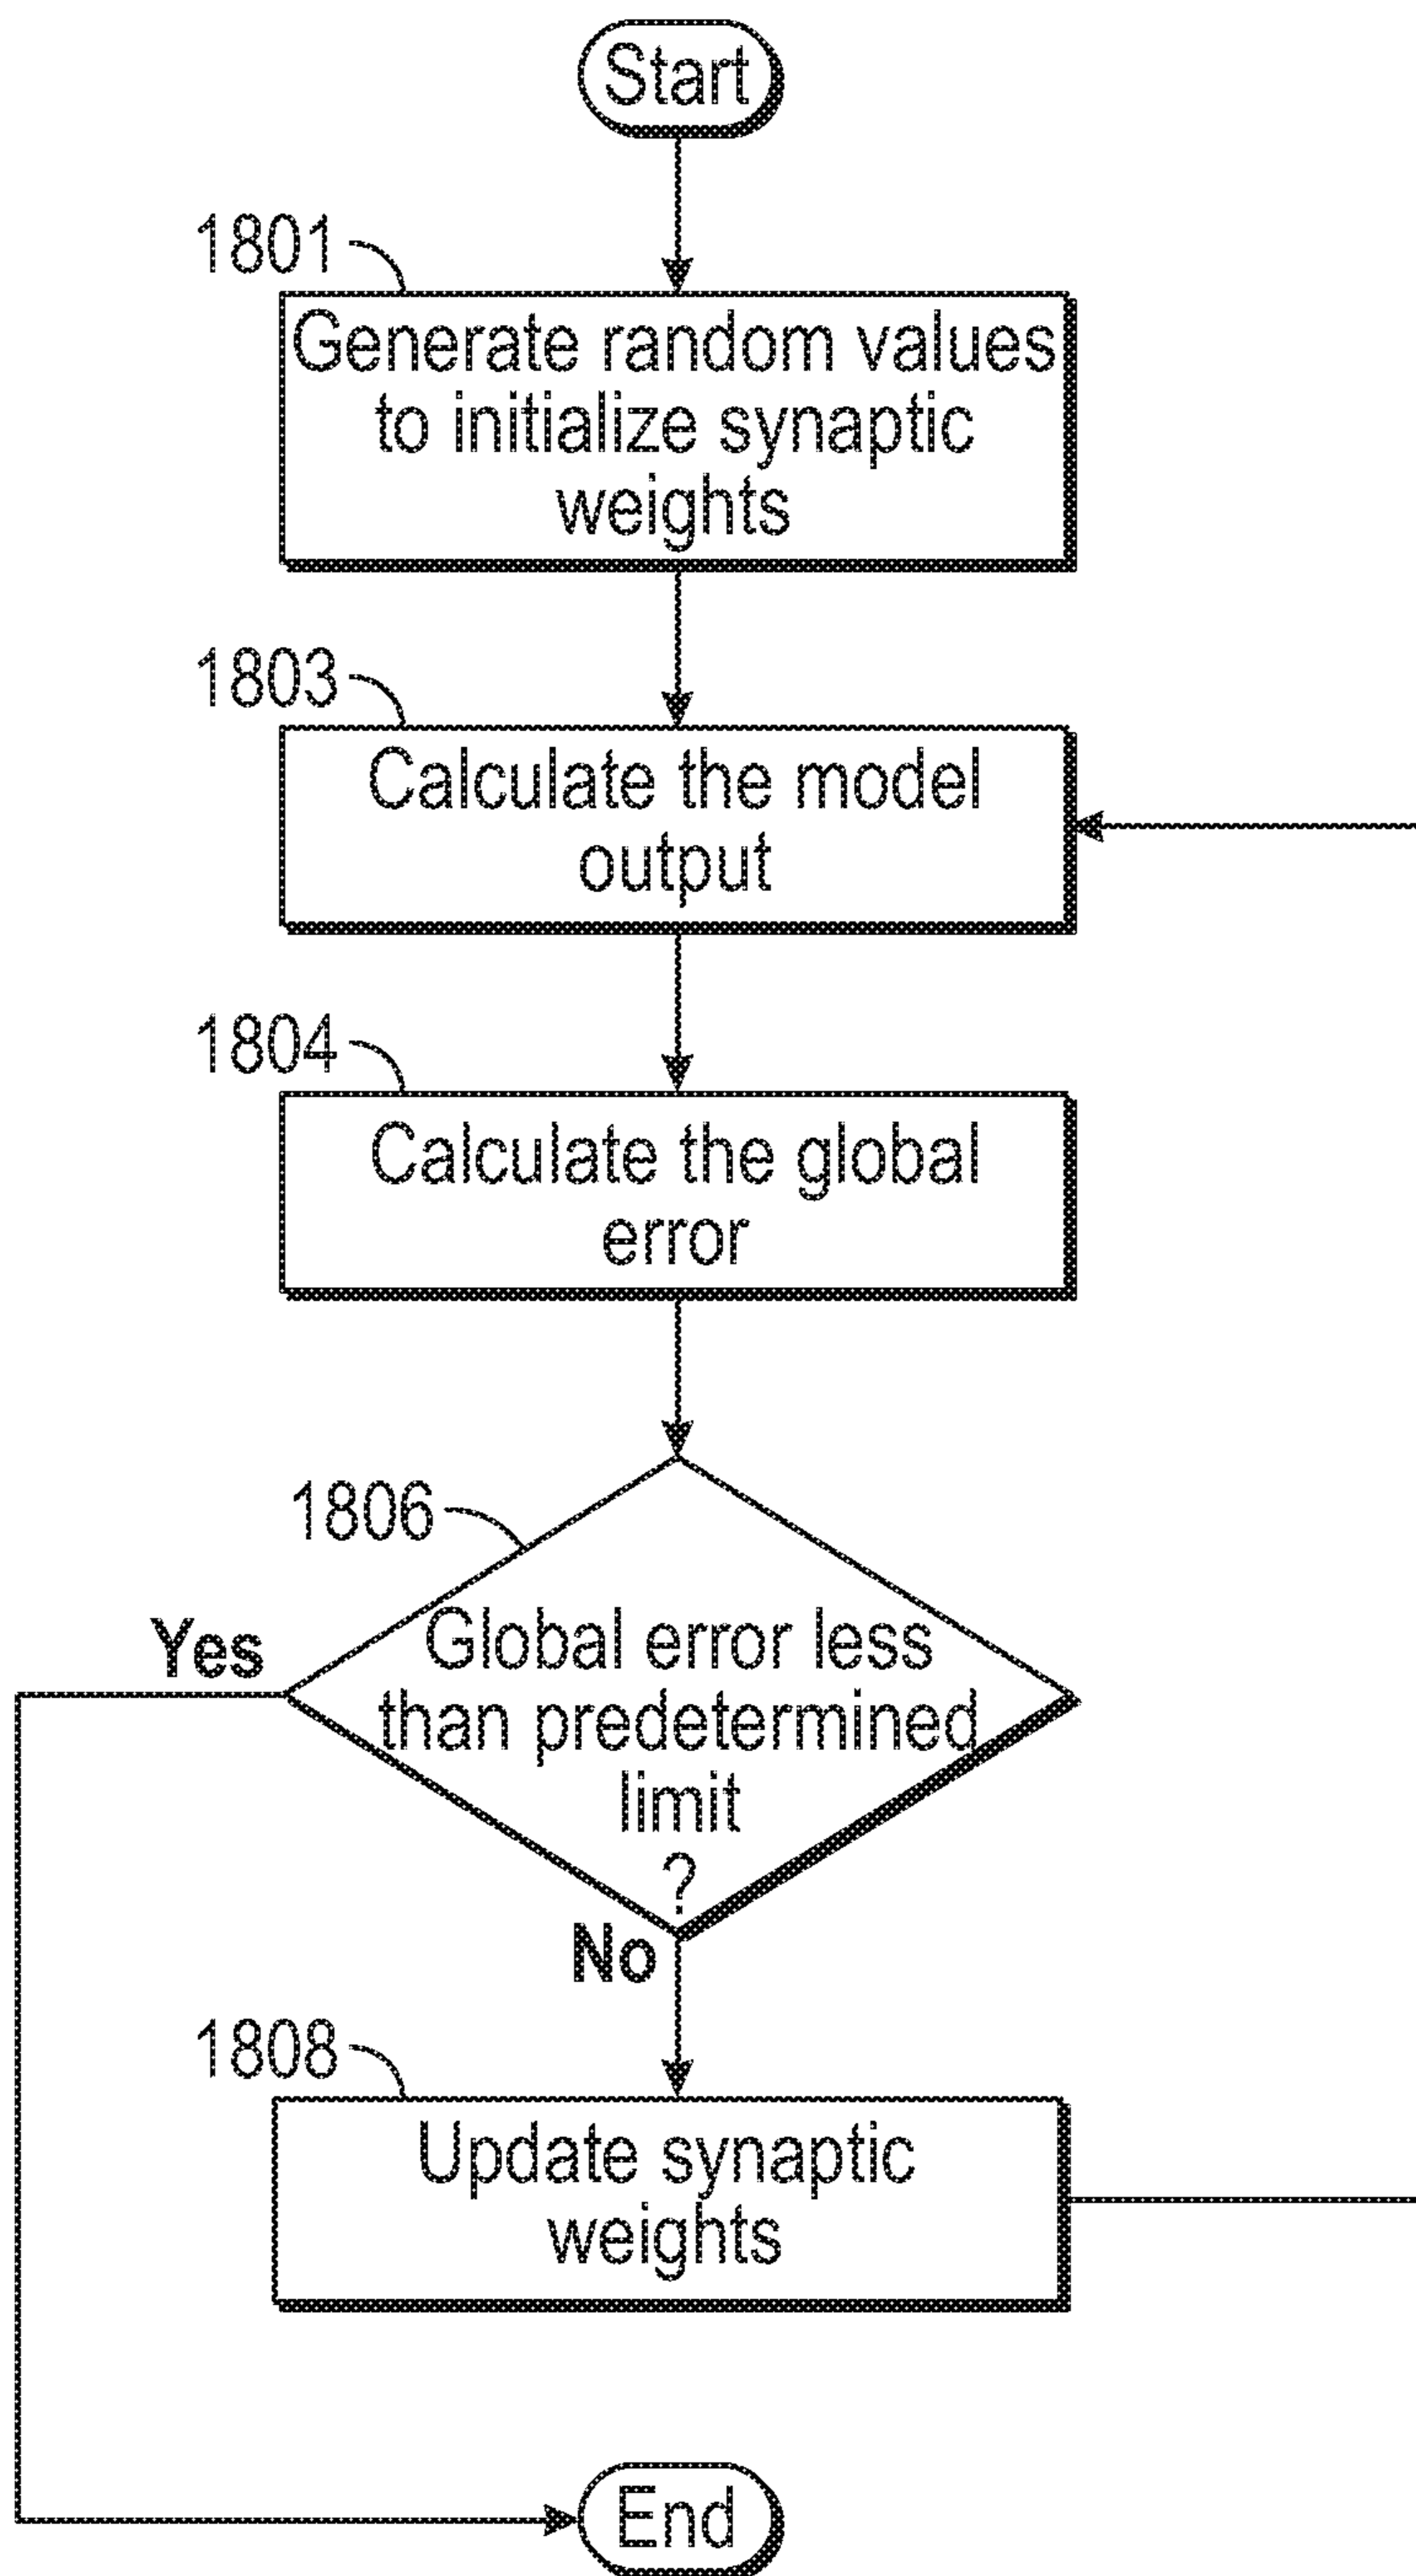 Start
1801
Generate random values
to initialize synaptic
weights
1803
Calculate the model
output
1804
Calculate the global
error
1806
Yes
Global error less
than predetermined
limit
?
No
1808
Update synaptic
weights
End